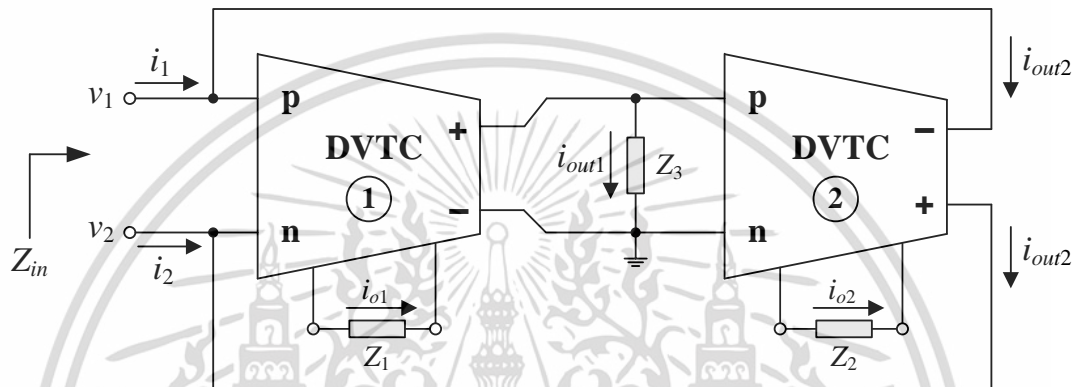 i1
v1
p
+
DVTC
1
−
n
v2
i2
Zin
io1
Z1
iout1
Z3
p
−
DVTC
2
+
n
io2
Z2
iout2
iout2